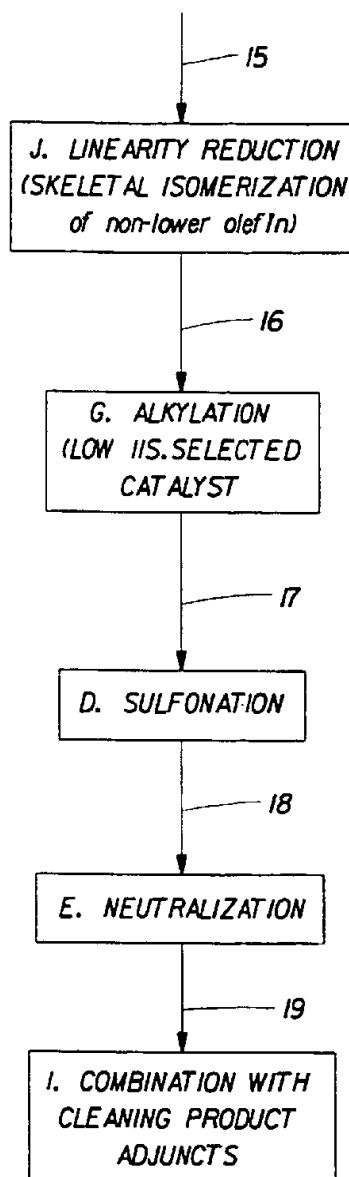 15
J. LINEARITY REDUCTION
(SKELETAL ISOMERIZATION
of non-lower olefin)
16
G. ALKYLATION
(LOW IIS. SELECTED
CATALYST
17
D. SULFONATION
18
E. NEUTRALIZATION
19
I. COMBINATION WITH
CLEANING PRODUCT
ADJUNCTS